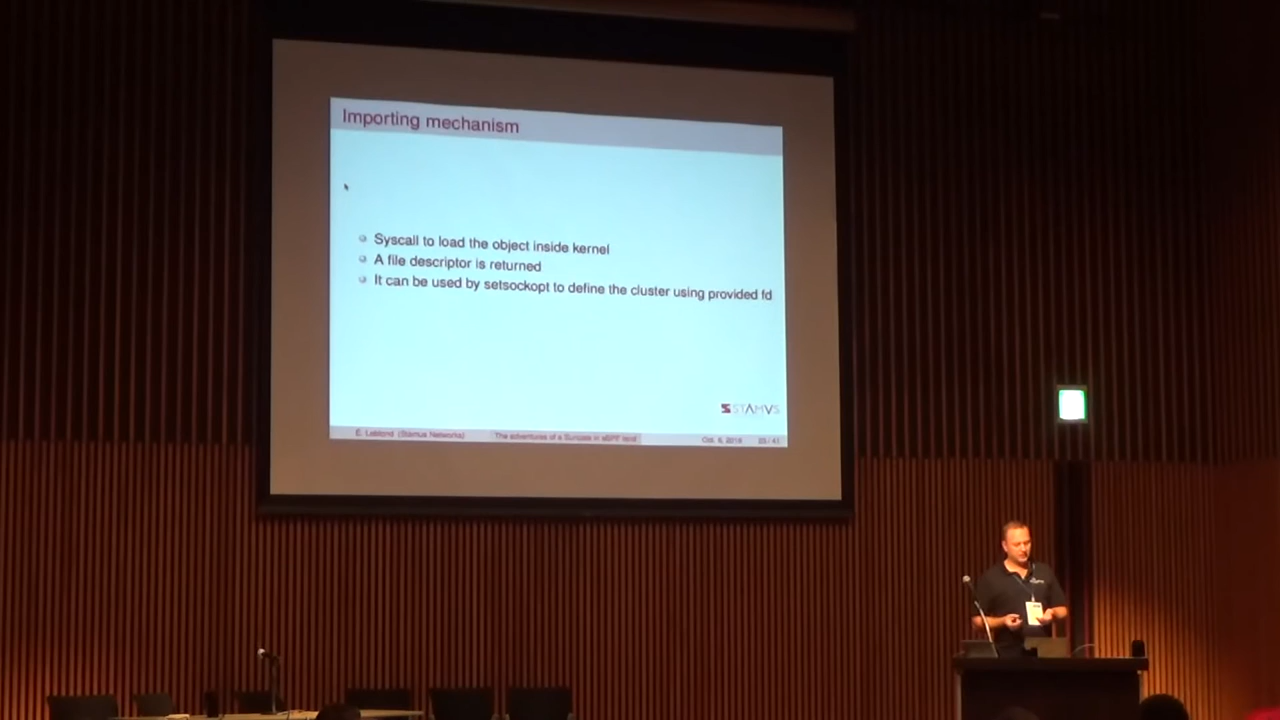 Importing mechanism
Syscall to load the object inside kernel
A file descriptor is returned
It can be used by setsockopt to define the cluster using provided fd
STAMVS
E. Leblond (Stamus Networks) The adventures of a Suricate in eBPF land Oct. 6, 2016